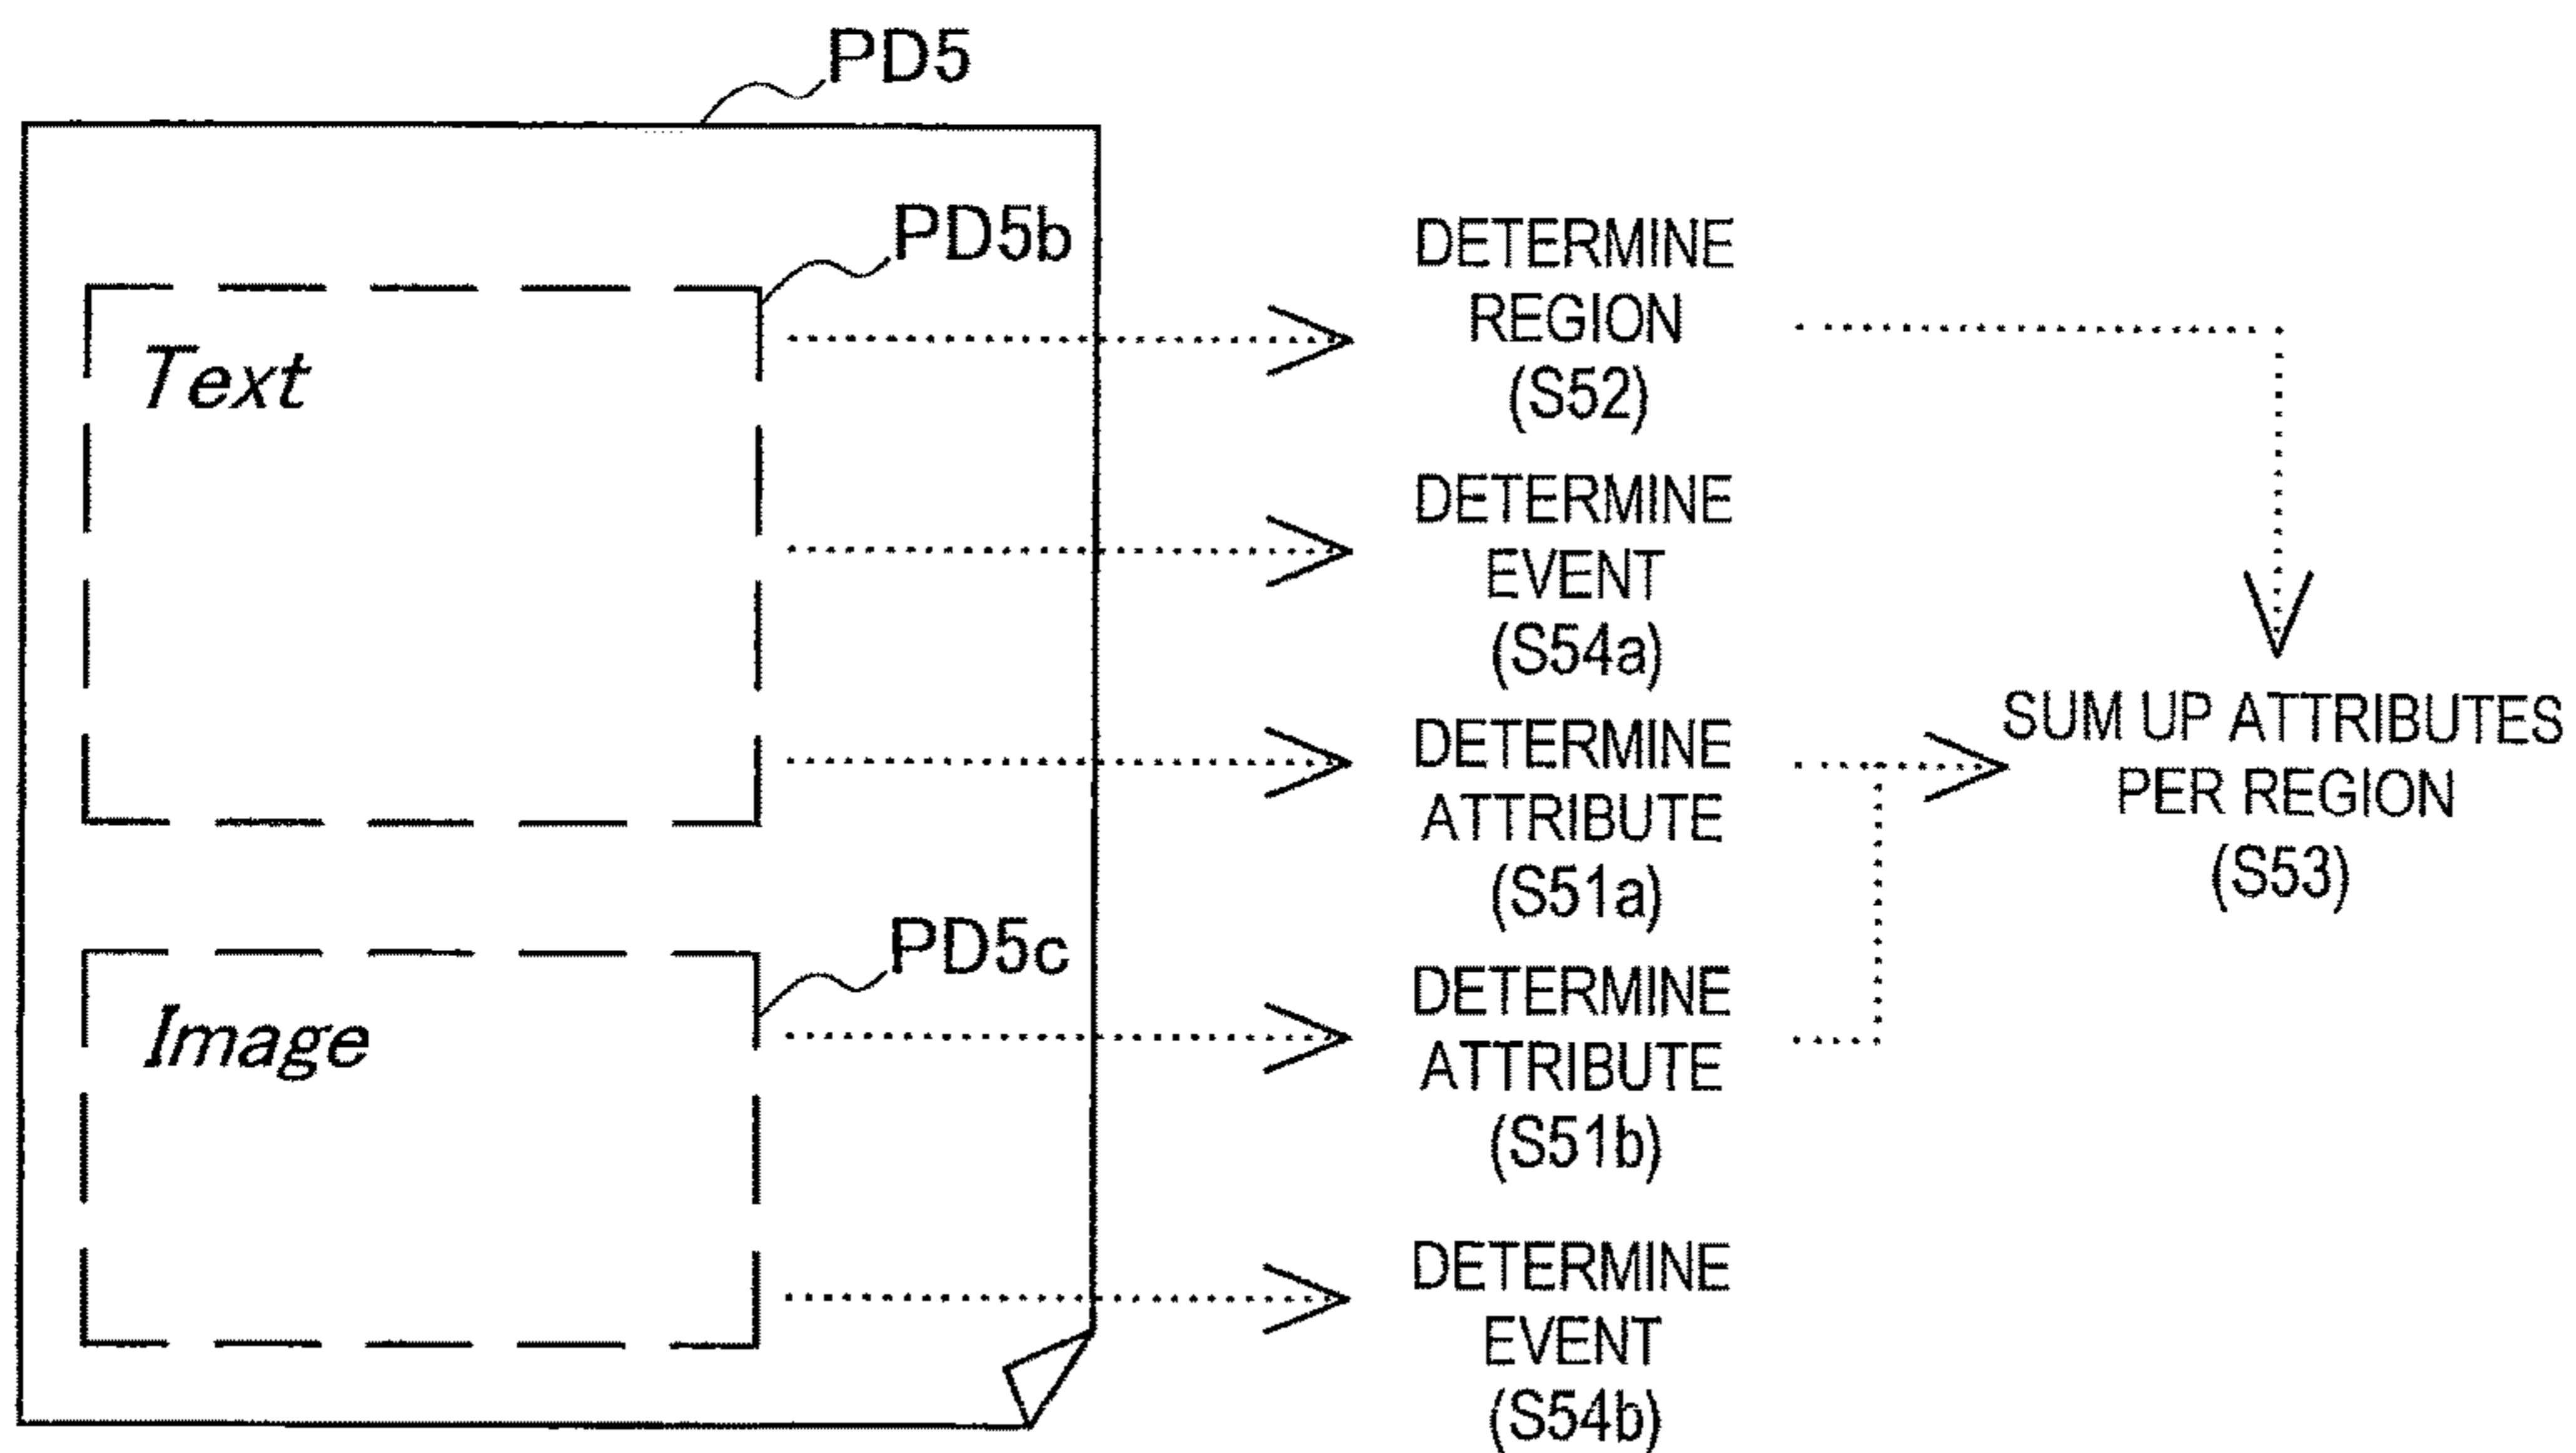 PD5
PD5b
Text
PD5c
Image
DETERMINE
REGION
(S52)
DETERMINE
EVENT
(S54a)
DETERMINE
ATTRIBUTE
(S51a)
DETERMINE
ATTRIBUTE
(S51b)
DETERMINE
EVENT
(S54b)
SUM UP ATTRIBUTES
PER REGION
(S53)